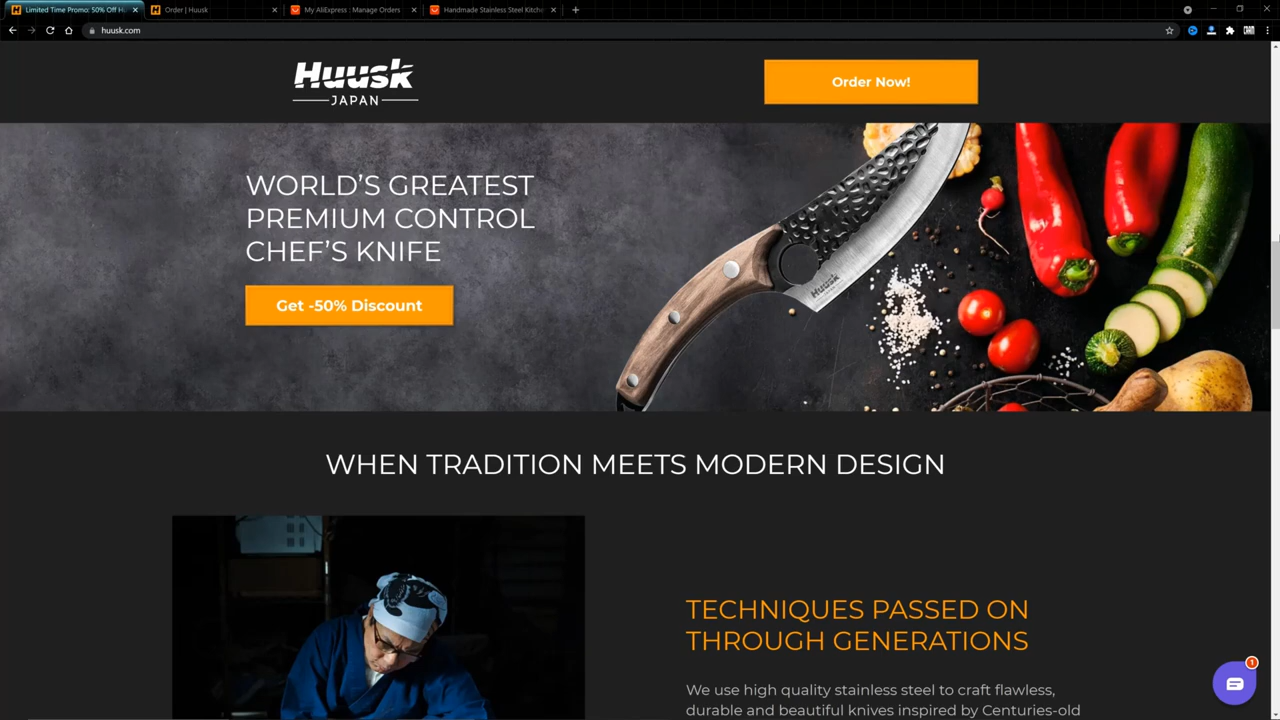 Limited Time Promo: 50% Off H
Order | Huusk
My AliExpress : Manage Orders
Handmade Stainless Steel Kitche
huusk.com
Huusk
JAPAN
Order Now!
WORLD'S GREATEST
PREMIUM CONTROL
CHEF'S KNIFE
Get -50% Discount
Huusk
WHEN TRADITION MEETS MODERN DESIGN
TECHNIQUES PASSED ON
THROUGH GENERATIONS
We use high quality stainless steel to craft flawless,
durable and beautiful knives inspired by Centuries-old
1